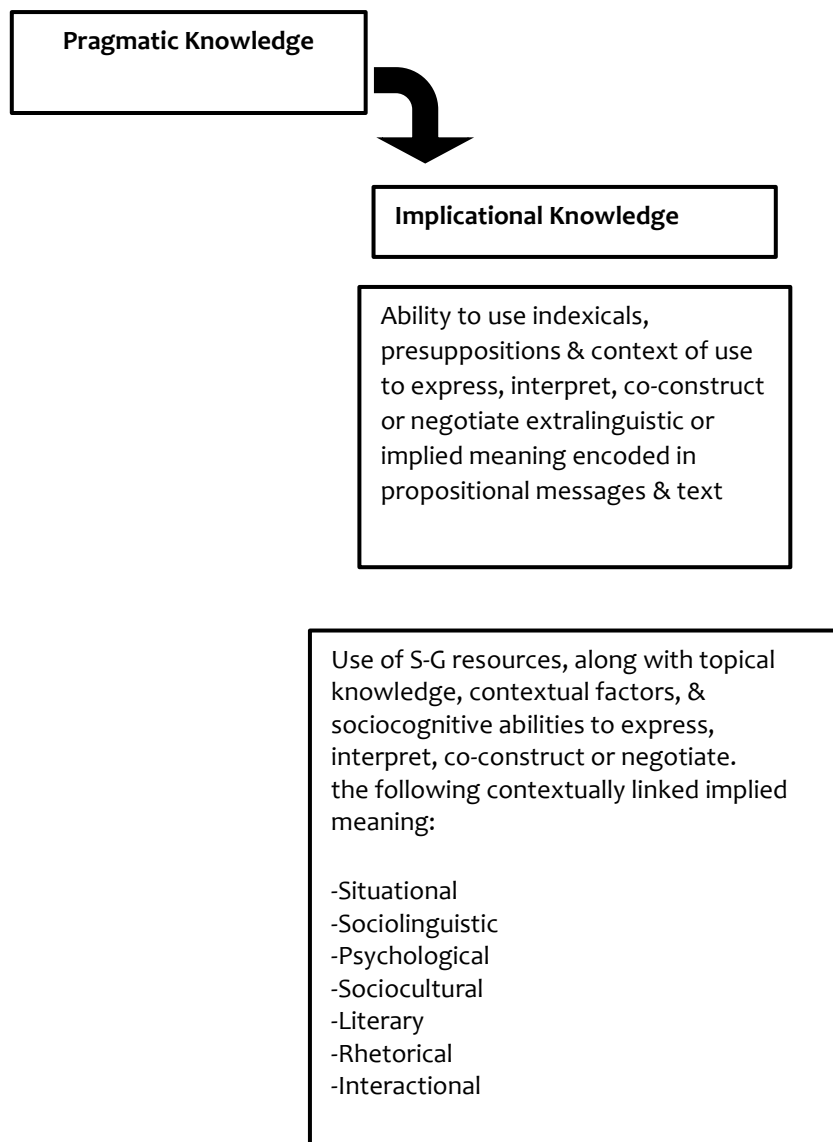 Pragmatic Knowledge
Implicational Knowledge
Ability to use indexicals,
presuppositions & context of use
to express, interpret, co-construct
or negotiate extralinguistic or
implied meaning encoded in
propositional messages & text
Use of S-G resources, along with topical
knowledge, contextual factors, &
sociocognitive abilities to express,
interpret, co-construct or negotiate.
the following contextually linked implied
meaning:
-Situational
-Sociolinguistic
-Psychological
-Sociocultural
-Literary
-Rhetorical
-Interactional